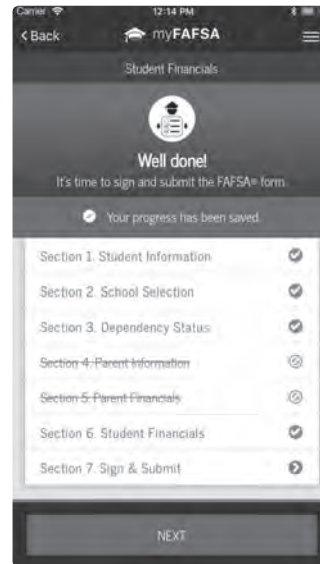 Carrier 12:14 PM
Back myFAFSA
Student Financials
Well done!
It's time to sign and submit the FAFSA® form.
Your progress has been saved.
Section 1. Student Information
Section 2. School Selection
Section 3. Dependency Status
Section 4. Parent Information
Section 5. Parent Financials
Section 6. Student Financials
Section 7. Sign & Submit
NEXT